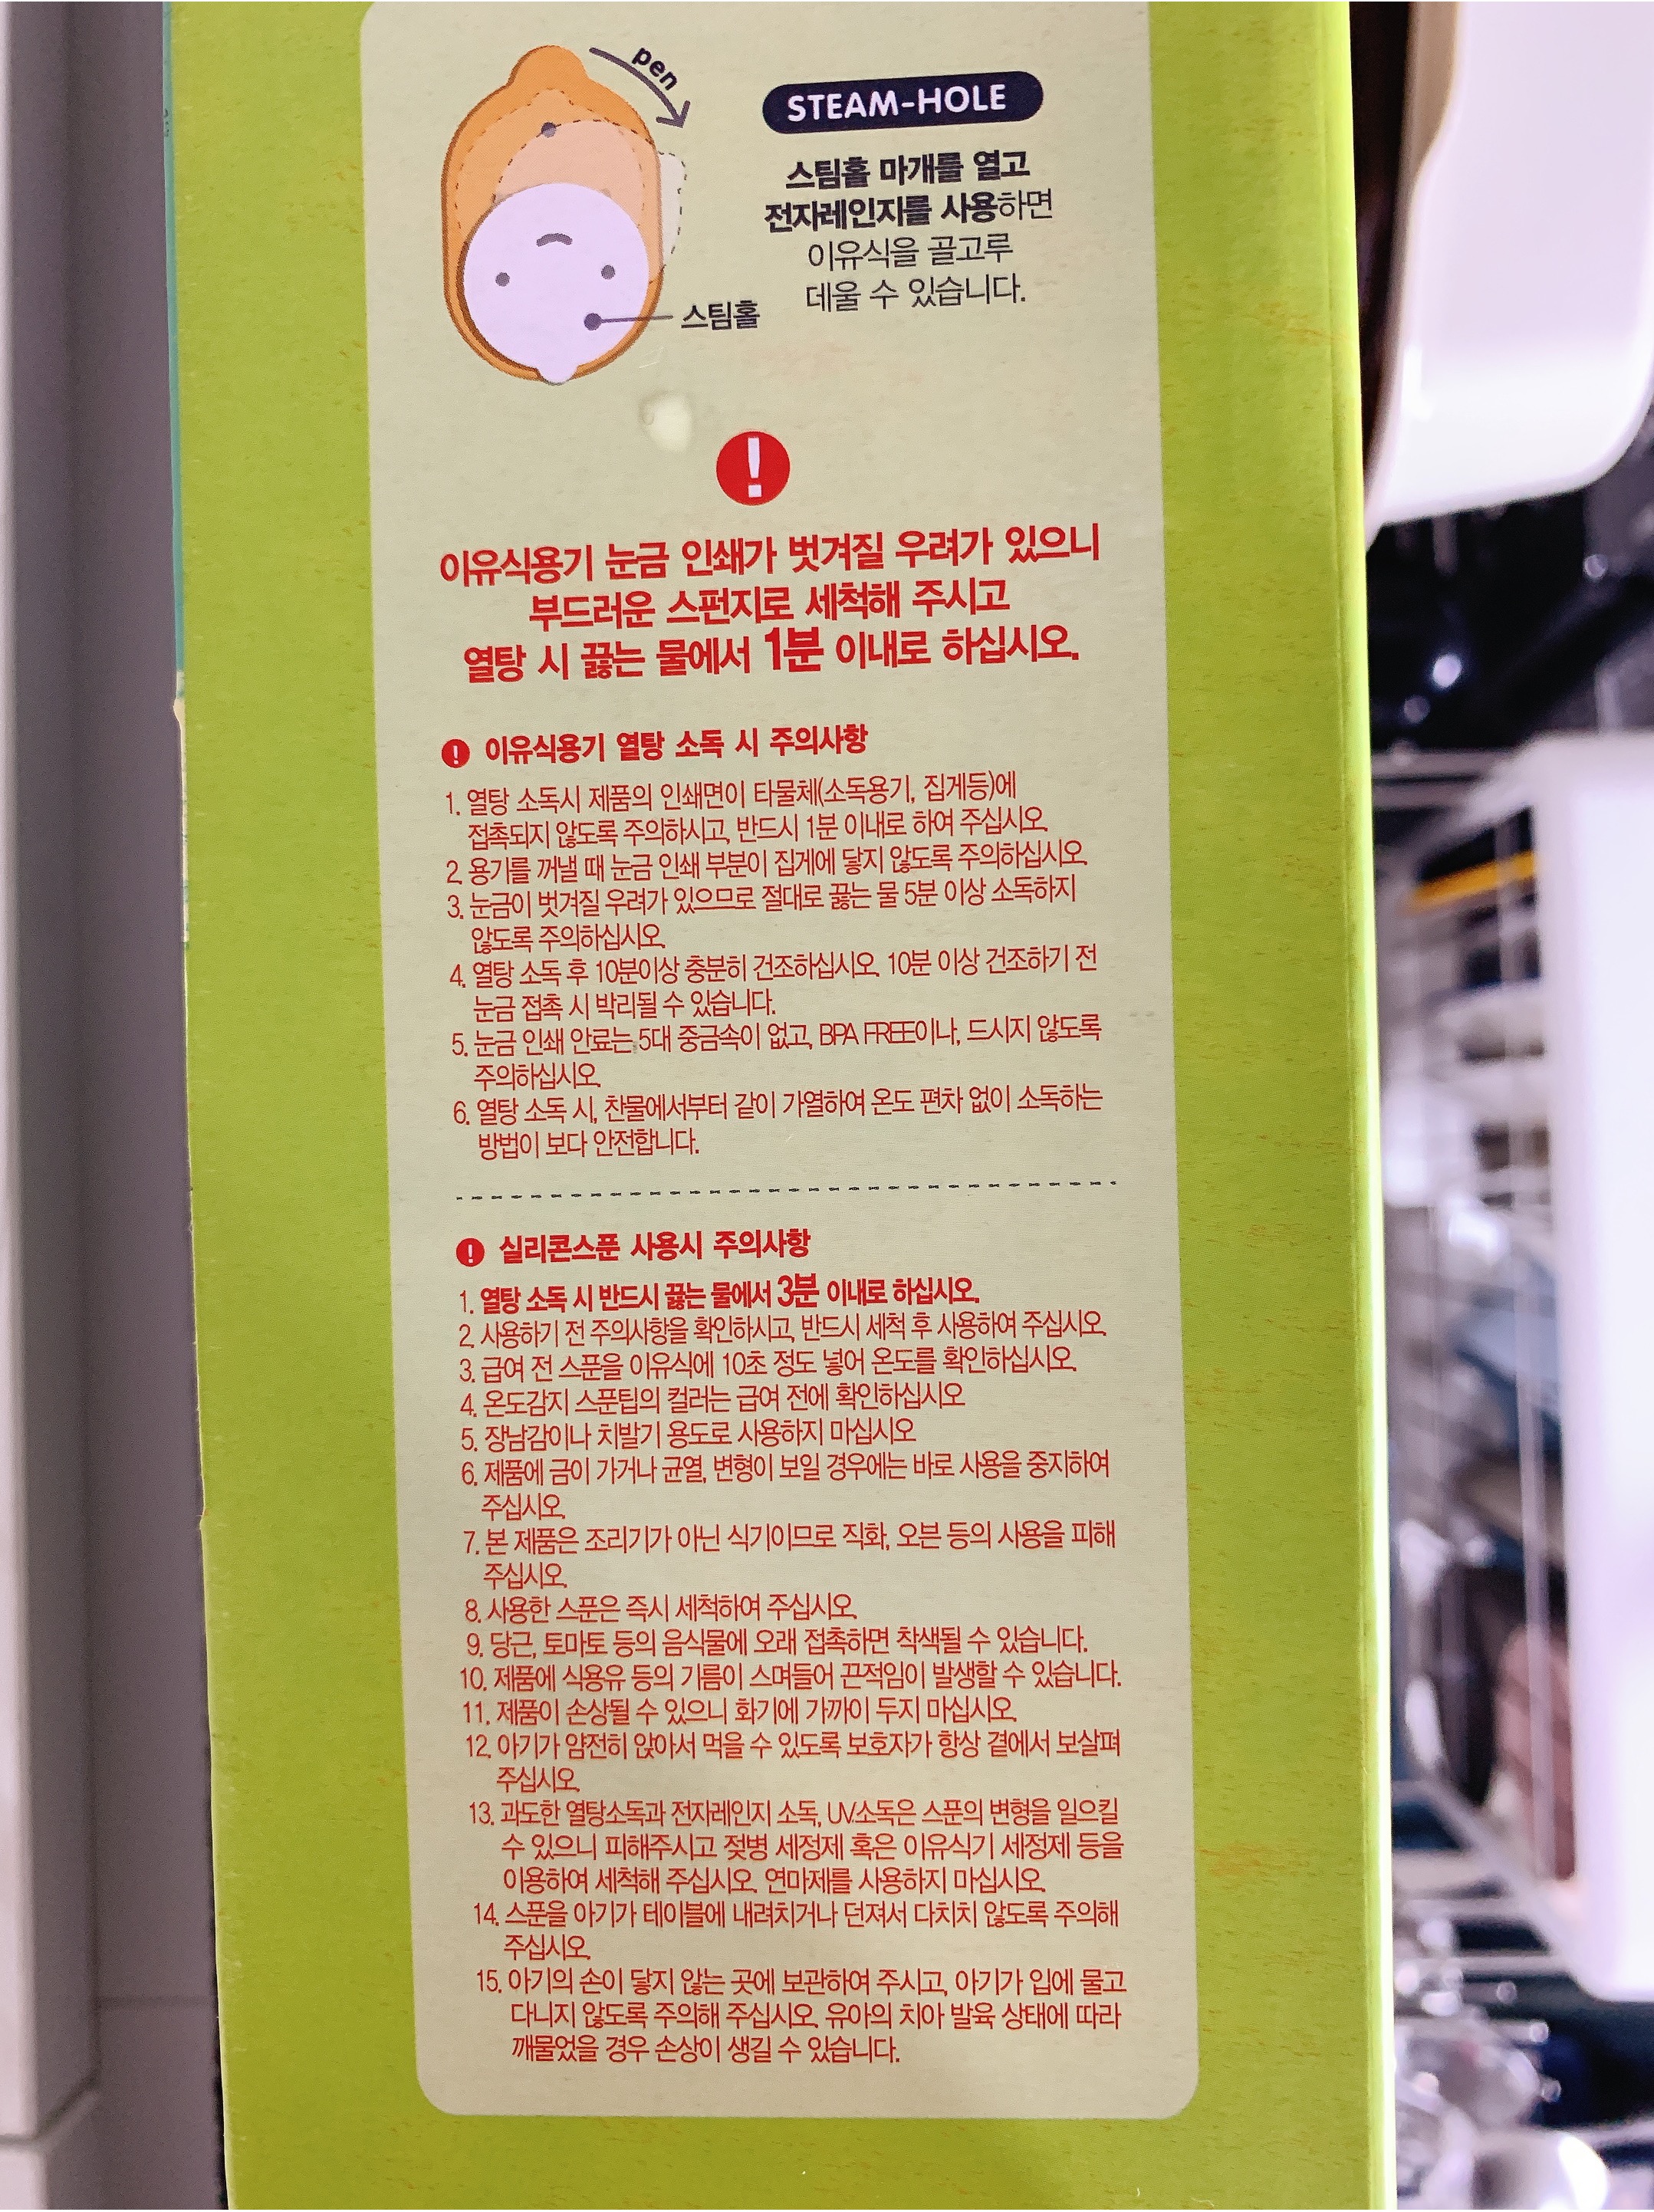 pen
STEAM-HOLE
스팀홀 마개를 열고
전자레인지를 사용하면
이유식을 골고루
데울 수 있습니다.
스팀홀
!
이유식용기 눈금 인쇄가 벗겨질 우려가 있으니
부드러운 스펀지로 세척해 주시고
열탕 시 끓는 물에서 1분 이내로 하십시오.
! 이유식용기 열탕 소독 시 주의사항
1. 열탕 소독시 제품의 인쇄면이 타물체(소독용기, 집게등)에
접촉되지 않도록 주의하시고, 반드시 1분 이내로 하여 주십시오.
2. 용기를 꺼낼 때 눈금 인쇄 부분이 집게에 닿지 않도록 주의하십시오.
3. 눈금이 벗겨질 우려가 있으므로 절대로 끓는 물 5분 이상 소독하지
않도록 주의하십시오.
4. 열탕 소독 후 10분이상 충분히 건조하십시오. 10분 이상 건조하기 전
눈금 접촉 시 박리될 수 있습니다.
5. 눈금 인쇄 안료는 5대 중금속이 없고, BPA FREE이나, 드시지 않도록
주의하십시오.
6. 열탕 소독 시, 찬물에서부터 같이 가열하여 온도 편차 없이 소독하는
방법이 보다 안전합니다.
! 실리콘스푼 사용시 주의사항
1. 열탕 소독 시 반드시 끓는 물에서 3분 이내로 하십시오.
2. 사용하기 전 주의사항을 확인하시고, 반드시 세척 후 사용하여 주십시오.
3. 급여 전 스푼을 이유식에 10초 정도 넣어 온도를 확인하십시오.
4. 온도감지 스푼팁의 컬러는 급여 전에 확인하십시오
5. 장남감이나 치발기 용도로 사용하지 마십시오
6. 제품에 금이 가거나 균열, 변형이 보일 경우에는 바로 사용을 중지하여
주십시오.
7. 본 제품은 조리기가 아닌 식기이므로 직화, 오븐 등의 사용을 피해
주십시오.
8. 사용한 스푼은 즉시 세척하여 주십시오.
9. 당근, 토마토 등의 음식물에 오래 접촉하면 착색될 수 있습니다.
10. 제품에 식용유 등의 기름이 스며들어 끈적임이 발생할 수 있습니다.
11. 제품이 손상될 수 있으니 화기에 가까이 두지 마십시오.
12. 아기가 얌전히 앉아서 먹을 수 있도록 보호자가 항상 곁에서 보살펴
주십시오.
13. 과도한 열탕소독과 전자레인지 소독, UV소독은 스푼의 변형을 일으킬
수 있으니 피해주시고 젖병 세정제 혹은 이유식기 세정제 등을
이용하여 세척해 주십시오. 연마제를 사용하지 마십시오.
14. 스푼을 아기가 테이블에 내려치거나 던져서 다치치 않도록 주의해
주십시오.
15. 아기의 손이 닿지 않는 곳에 보관하여 주시고, 아기가 입에 물고
다니지 않도록 주의해 주십시오. 유아의 치아 발육 상태에 따라
깨물었을 경우 손상이 생길 수 있습니다.